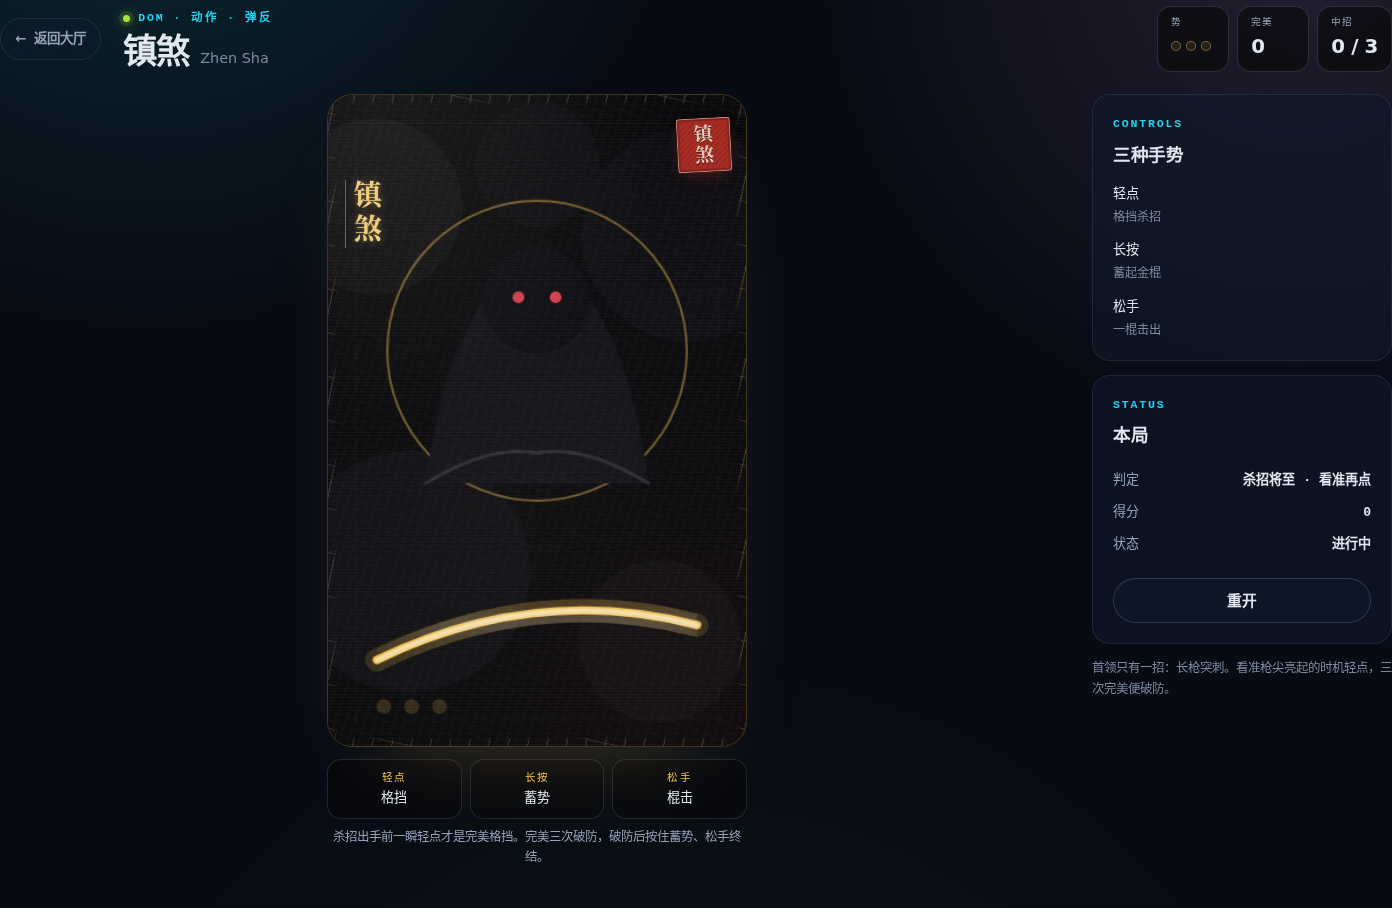 ← 返回大厅
DOM · 动作 · 弹反
镇煞 Zhen Sha
势
完美
0
中招
0 / 3
镇煞
镇煞
轻点
格挡
长按
蓄势
松手
棍击
杀招出手前一瞬轻点才是完美格挡。完美三次破防，破防后按住蓄势、松手终
结。
CONTROLS
三种手势
轻点
格挡杀招
长按
蓄起金棍
松手
一棍击出
STATUS
本局
判定 杀招将至 · 看准再点
得分 0
状态 进行中
重开
首领只有一招：长枪突刺。看准枪尖亮起的时机轻点，三
次完美便破防。